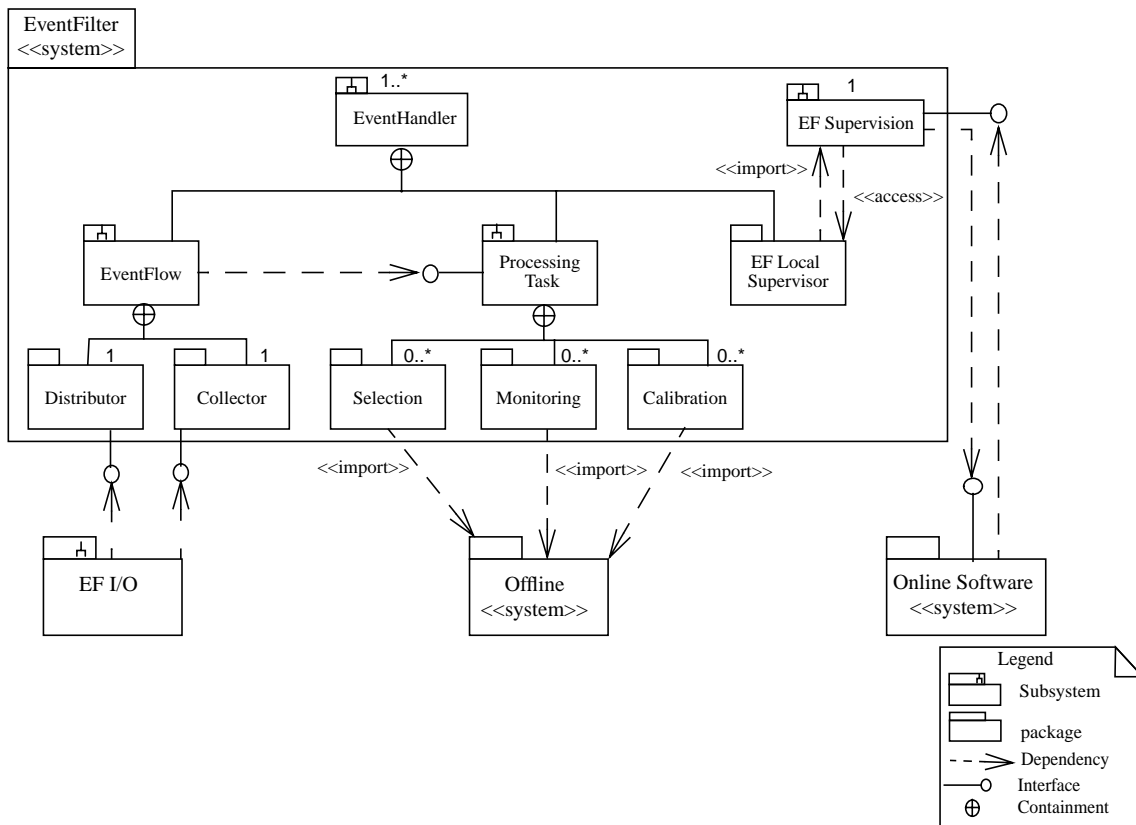 EventFilter
<<system>>
1..*
EventHandler
1
EF Supervision
<<import>>
<<access>>
EventFlow
Processing
Task
EF Local
Supervisor
1
1
0..*
0..*
0..*
Distributor
Collector
Selection
Monitoring
Calibration
<<import>>
<<import>>
<<import>>
EF I/O
Offline
<<system>>
Online Software
<<system>>
Legend
Subsystem
package
Dependency
Interface
Containment